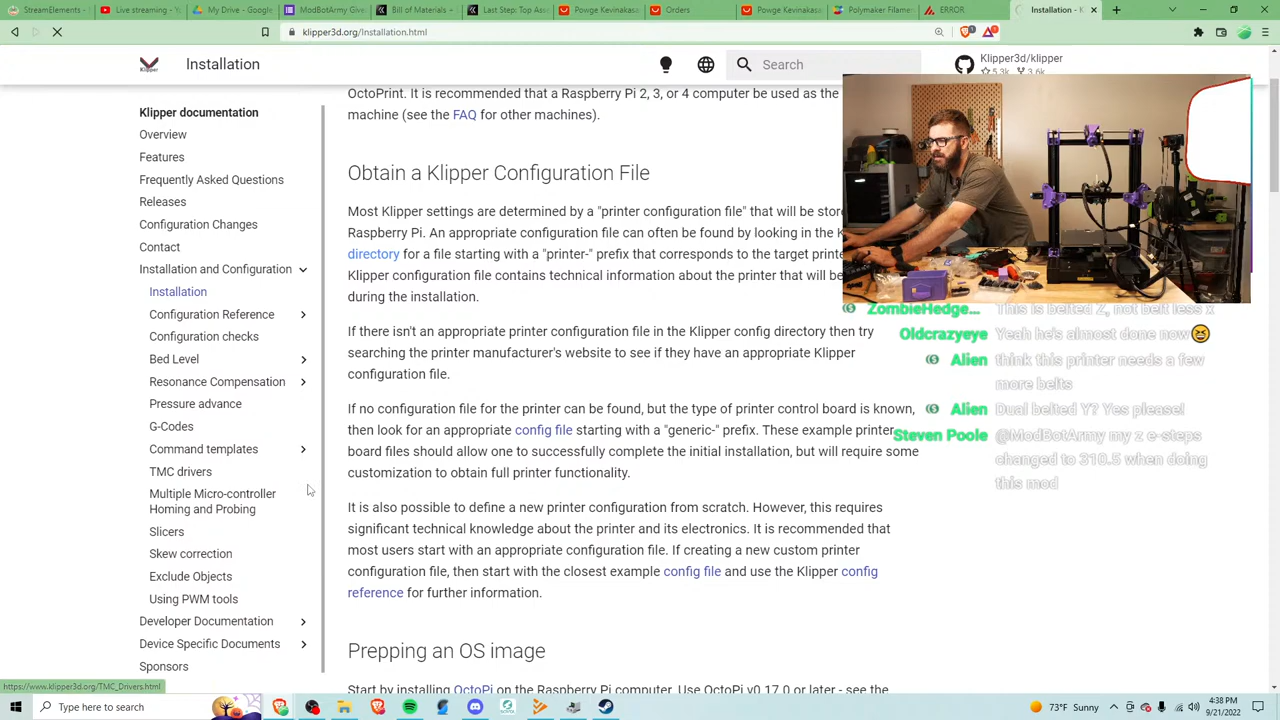 StreamElements -
Live streaming - Y
My Drive - Google
ModBotArmy Give
Bill of Materials +
Last: Top Ass
Powge Kevinakas
Powge Kevinakas
Orders
Polymaker Filame
ERROR
Installation - K
klipper3d.org/Installation.html
Klipper
Installation
Search
Klipper3d/klipper
5.3k 3.6k
Klipper documentation
Overview
Features
Frequently Asked Questions
Releases
Configuration Changes
Contact
Installation and Configuration
Installation
Configuration Reference
Configuration checks
Bed Level
Resonance Compensation
Pressure advance
G-Codes
Command templates
TMC drivers
Multiple Micro-controller
Homing and Probing
Slicers
Skew correction
Exclude Objects
Using PWM tools
Developer Documentation
Device Specific Documents
Sponsors
OctoPrint. It is recommended that a Raspberry Pi 2, 3, or 4 computer be used as the
machine (see the FAQ for other machines).
Obtain a Klipper Configuration File
Most Klipper settings are determined by a "printer configuration file" that will be stor
Raspberry Pi. An appropriate configuration file can often be found by looking in the K
directory for a file starting with a "printer-" prefix that corresponds to the target printe
Klipper configuration file contains technical information about the printer that will be
during the installation.
If there isn't an appropriate printer configuration file in the Klipper config directory then try
searching the printer manufacturer's website to see if they have an appropriate Klipper
configuration file.
If no configuration file for the printer can be found, but the type of printer control board is known,
then look for an appropriate config file starting with a "generic-" prefix. These example printer
board files should allow one to successfully complete the initial installation, but will require some
customization to obtain full printer functionality.
It is also possible to define a new printer configuration from scratch. However, this requires
significant technical knowledge about the printer and its electronics. It is recommended that
most users start with an appropriate configuration file. If creating a new custom printer
configuration file, then start with the closest example config file and use the Klipper config
reference for further information.
Prepping an OS image
Start by installing OctoPi on the Raspberry Pi computer. Use OctoPi v0.17.0 or later - see the
ZombieHedge... This is belted Z, not belt less x
Oldcrazyeye Yeah he's almost done now😆
Alien think this printer needs a few
more belts
Alien Dual belted Y? Yes please!
Steven Poole @ModBotArmy my z e-steps
changed to 310.5 when doing
this mod
https://www.klipper3d.org/TMC_Drivers.html
Type here to search
73°F Sunny
4:38 PM
9/21/2022